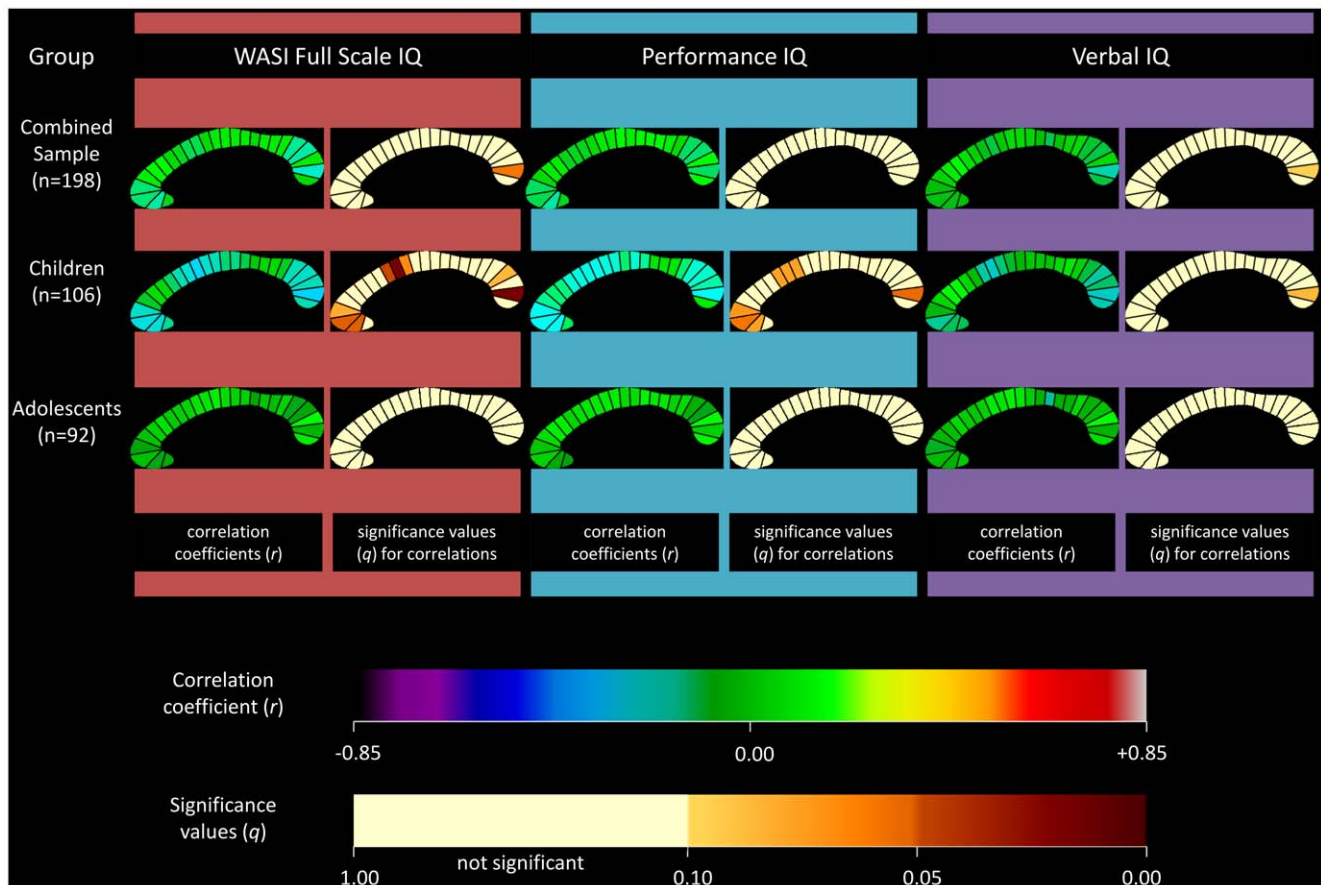 Group
WASI Full Scale IQ
Performance IQ
Verbal IQ
Combined
Sample
(n=198)
Children
(n=106)
Adolescents
(n=92)
correlation
coefficients (r)
significance values
(q) for correlations
correlation
coefficients (r)
significance values
(q) for correlations
correlation
coefficients (r)
significance values
(q) for correlations
Correlation
coefficient (r)
-0.85
0.00
+0.85
Significance
values (q)
not significant
1.00
0.10
0.05
0.00